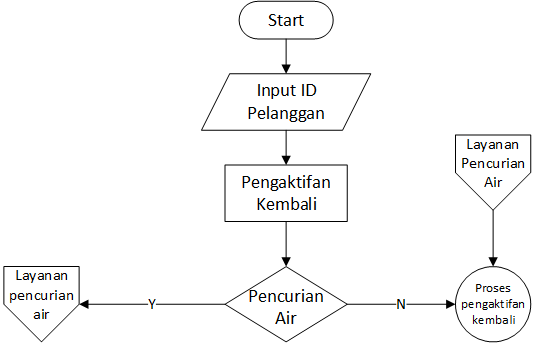 Start
Input ID
Pelanggan
Pengaktifan
Kembali
Layanan
Pencurian
Air
Layanan
pencurian
air
Y
Pencurian
Air
N
Proses
pengaktifan
kembali